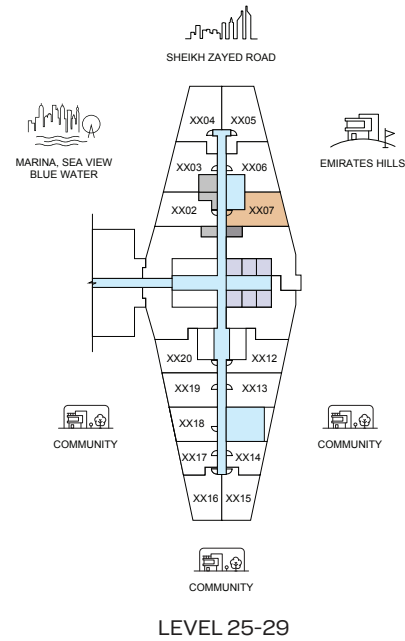 SHEIKH ZAYED ROAD
MARINA, SEA VIEW
BLUE WATER
EMIRATES HILLS
XX04
XX05
XX03
XX06
XX02
XX07
XX20
XX12
XX19
XX13
XX18
XX17
XX14
XX16
XX15
COMMUNITY
COMMUNITY
COMMUNITY
LEVEL 25-29